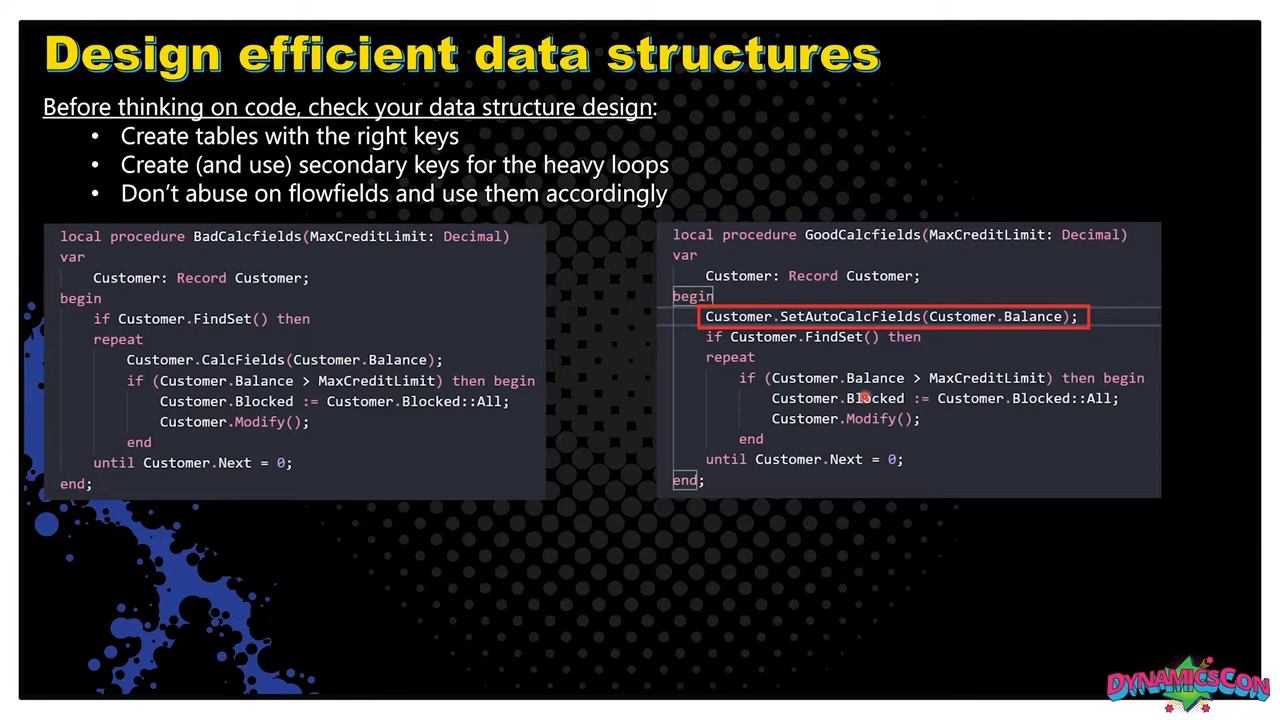 Design efficient data structures
Before thinking on code, check your data structure design:
• Create tables with the right keys
• Create (and use) secondary keys for the heavy loops
• Don't abuse on flowfields and use them accordingly
local procedure BadCalcfields(MaxCreditLimit: Decimal)
var
Customer: Record Customer;
begin
if Customer.FindSet() then
repeat
Customer.CalcFields(Customer.Balance);
if (Customer.Balance > MaxCreditLimit) then begin
Customer.Blocked := Customer.Blocked::All;
Customer.Modify();
end
until Customer.Next = 0;
end;
local procedure GoodCalcfields(MaxCreditLimit: Decimal)
var
Customer: Record Customer;
begin
Customer.SetAutoCalcFields(Customer.Balance);
if Customer.FindSet() then
repeat
if (Customer.Balance > MaxCreditLimit) then begin
Customer.Blocked := Customer.Blocked::All;
Customer.Modify();
end
until Customer.Next = 0;
end;
DYNAMICSCON